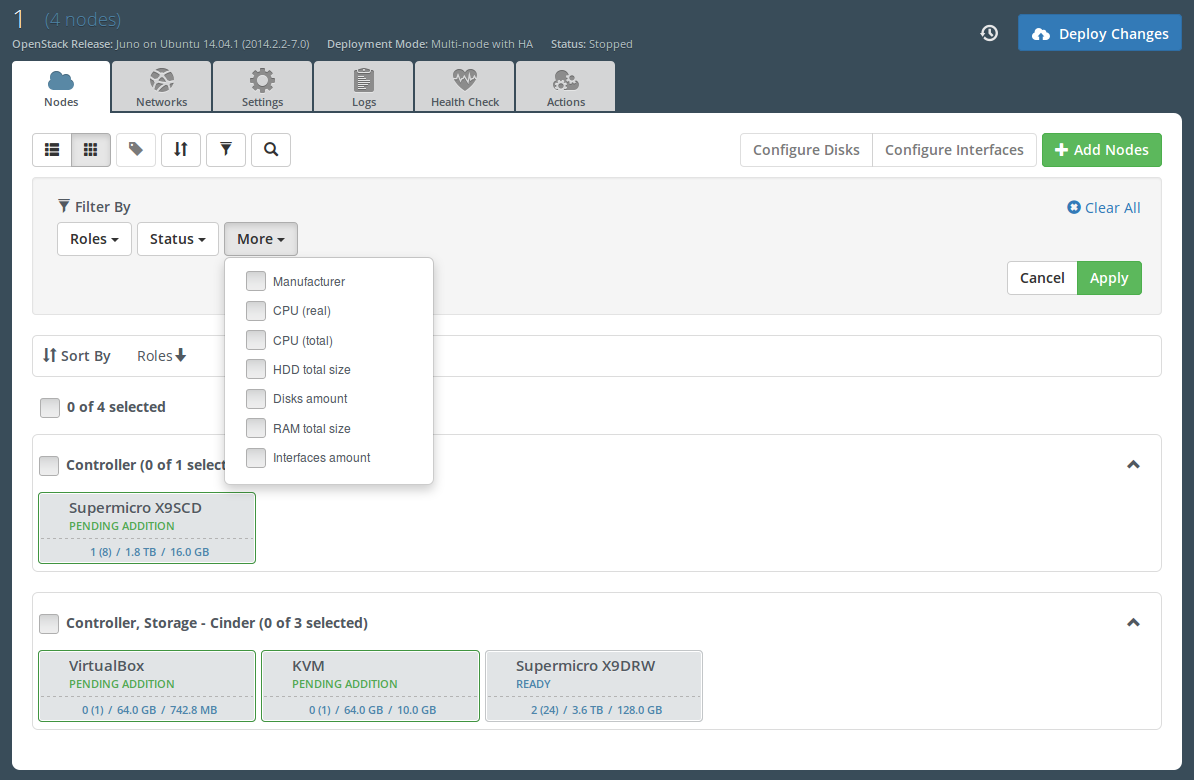 1 (4 nodes)
OpenStack Release: Juno on Ubuntu 14.04.1 (2014.2.2-7.0) Deployment Mode: Multi-node with HA Status: Stopped
Deploy Changes
Nodes Networks Settings Logs Health Check Actions
Configure Disks Configure Interfaces Add Nodes
Filter By Clear All
Roles Status More
Cancel Apply
Manufacturer
CPU (real)
CPU (total)
HDD total size
Disks amount
RAM total size
Interfaces amount
Sort By Roles
0 of 4 selected
Controller (0 of 1 select
Supermicro X9SCD
PENDING ADDITION
1 (8) / 1.8 TB / 16.0 GB
Controller, Storage - Cinder (0 of 3 selected)
VirtualBox KVM Supermicro X9DRW
PENDING ADDITION PENDING ADDITION READY
0 (1) / 64.0 GB / 742.8 MB 0 (1) / 64.0 GB / 10.0 GB 2 (24) / 3.6 TB / 128.0 GB